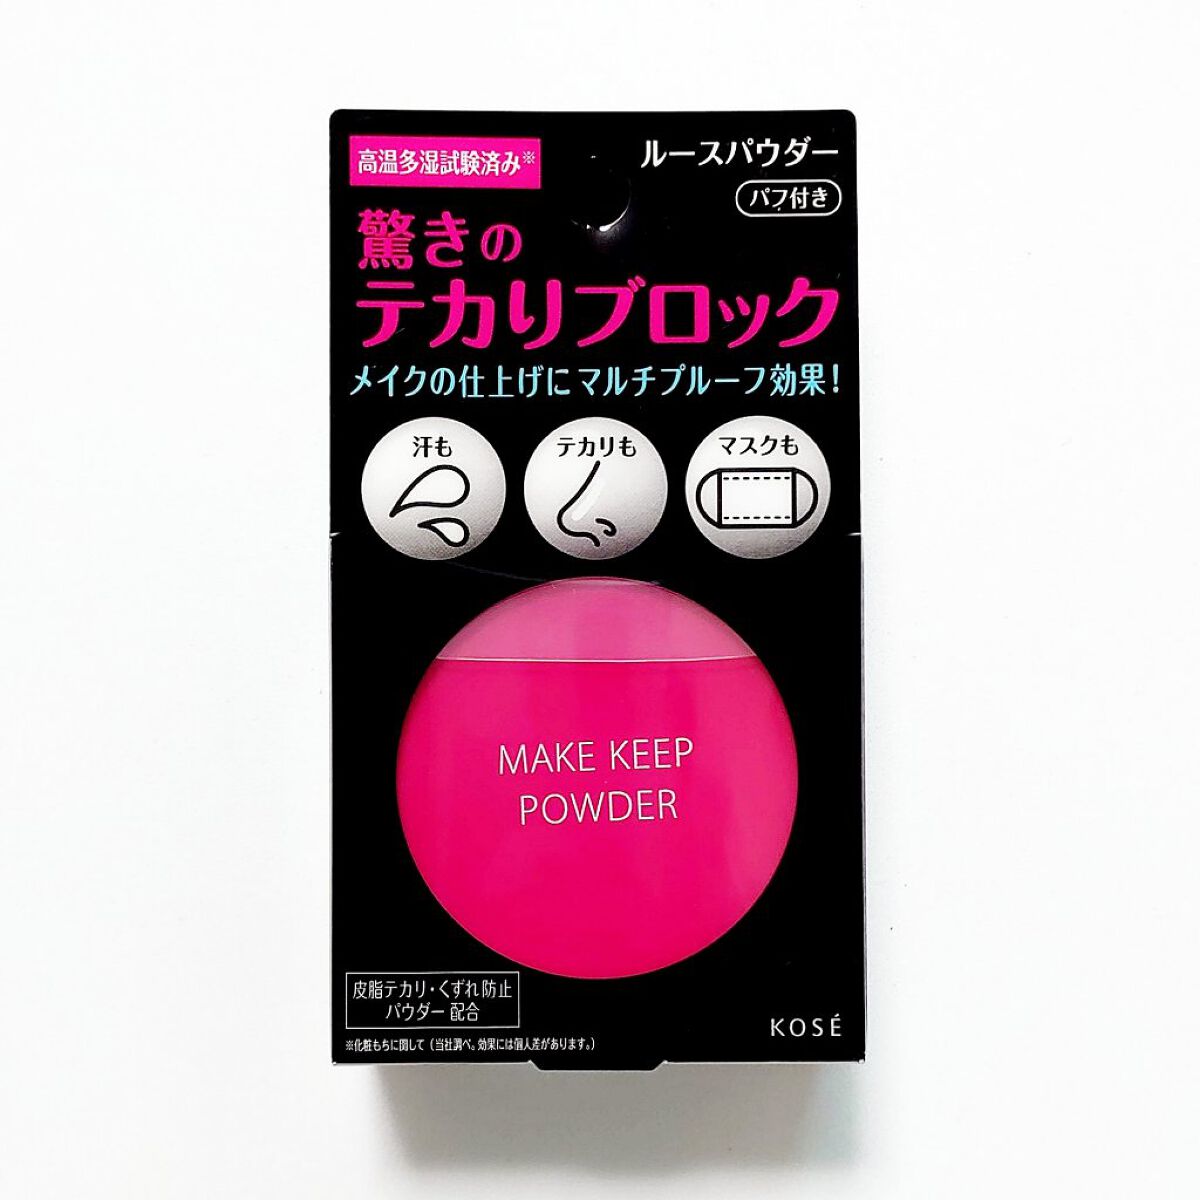 高温多湿試験済み※
ルースパウダー
パフ付き
驚きの
テカリブロック
メイクの仕上げにマルチプルーフ効果!
汗も
テカリも
マスクも
MAKE KEEP
POWDER
皮脂テカリ・くずれ防止
パウダー配合
KOSÉ
※化粧もちに関して(当社調べ。効果には個人差があります。)